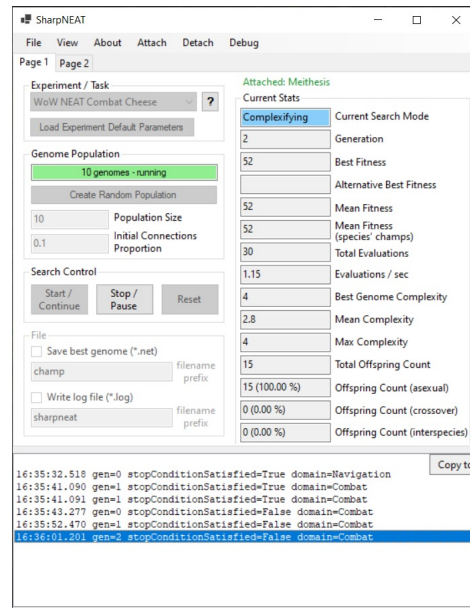 SharpNEAT
File View About Attach Detach Debug
Page 1 Page 2
Experiment / Task
WoW NEAT Combat Cheese
?
Load Experiment Default Parameters
Genome Population
10 genomes - running
Create Random Population
10 Population Size
0.1 Initial Connections
Proportion
Search Control
Start /
Continue
Stop /
Pause
Reset
File
Save best genome (*.net)
champ
filename
prefix
Write log file (*.log)
sharpneat
filename
prefix
Attached: Meithesis
Current Stats
Complexifying Current Search Mode
2 Generation
52 Best Fitness
Alternative Best Fitness
52 Mean Fitness
52 Mean Fitness
(species' champs)
30 Total Evaluations
1.15 Evaluations / sec
4 Best Genome Complexity
2.8 Mean Complexity
4 Max Complexity
15 Total Offspring Count
15 (100.00 %) Offspring Count (asexual)
0 (0.00 %) Offspring Count (crossover)
0 (0.00 %) Offspring Count (interspecies)
Copy to
16:35:32.518 gen=0 stopConditionSatisfied=True domain=Navigation
16:35:41.090 gen=1 stopConditionSatisfied=True domain=Combat
16:35:41.091 gen=1 stopConditionSatisfied=True domain=Combat
16:35:43.277 gen=0 stopConditionSatisfied=False domain=Combat
16:35:52.470 gen=1 stopConditionSatisfied=False domain=Combat
16:36:01.201 gen=2 stopConditionSatisfied=False domain=Combat